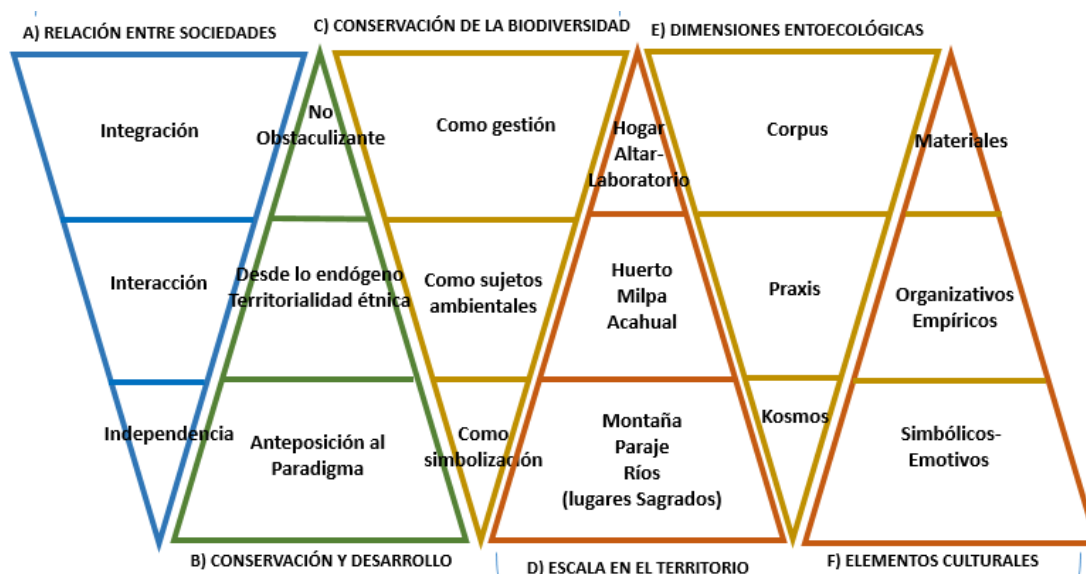 A) RELACIÓN ENTRE SOCIEDADES
Integración
Interacción
Independencia
No
Obstaculizante
Desde lo endógeno
Territorialidad étnica
Anteposición al
Paradigma
B) CONSERVACIÓN Y DESARROLLO
C) CONSERVACIÓN DE LA BIODIVERSIDAD
Como gestión
Como sujetos
ambientales
Como
simbolización
Hogar
Altar-
Laboratorio
Huerto
Milpa
Acahual
Montaña
Paraje
Ríos
(lugares Sagrados)
D) ESCALA EN EL TERRITORIO
E) DIMENSIONES ENTOECOLÓGICAS
Corpus
Praxis
Kosmos
Materiales
Organizativos
Empíricos
Simbólicos-
Emotivos
F) ELEMENTOS CULTURALES